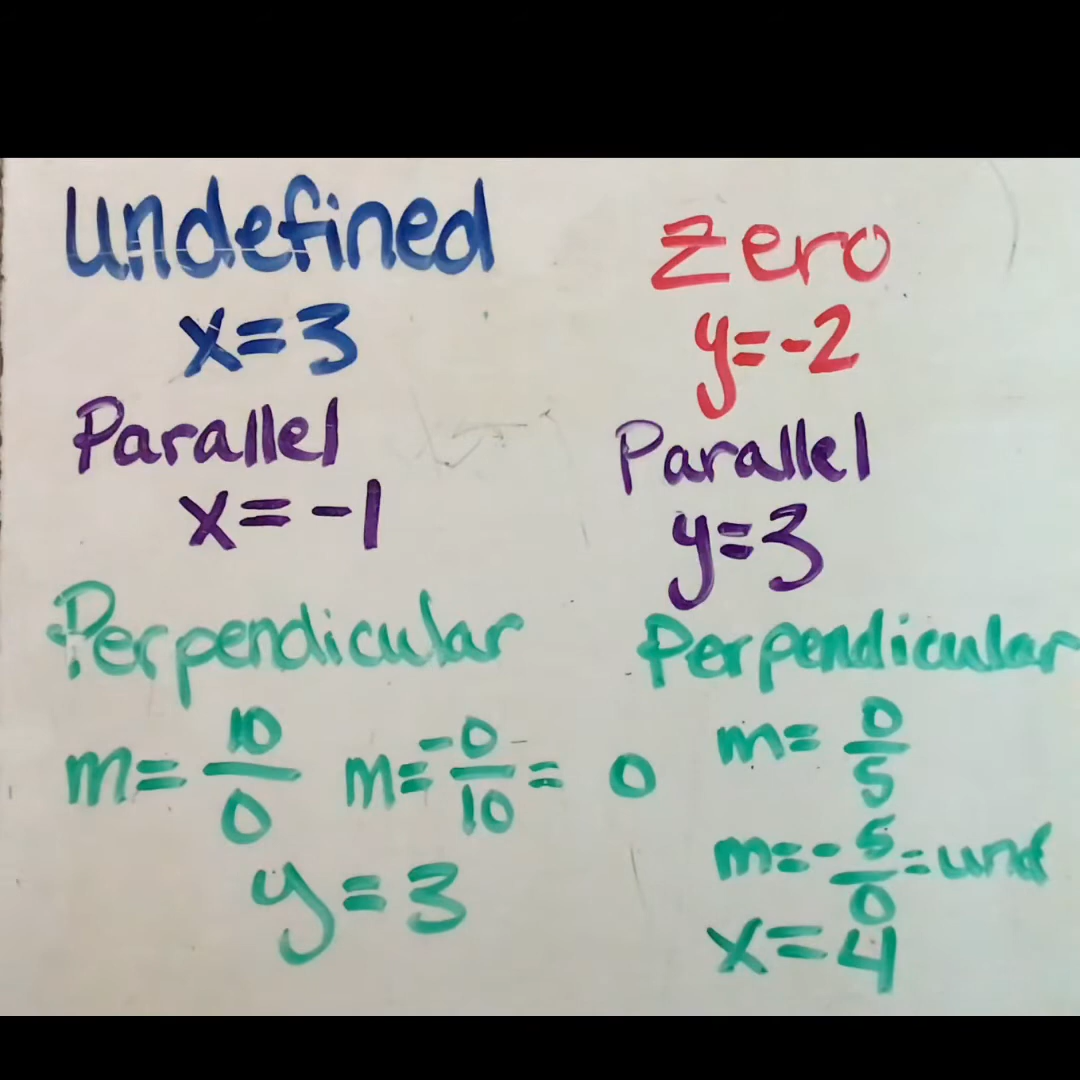 Undefined
x=3
Parallel
x=-1
Perpendicular
m=10/0 m=-0/10=0
y=3
Zero
y=-2
Parallel
y=3
Perpendicular
m=0/5
m=-5/0=und
x=4